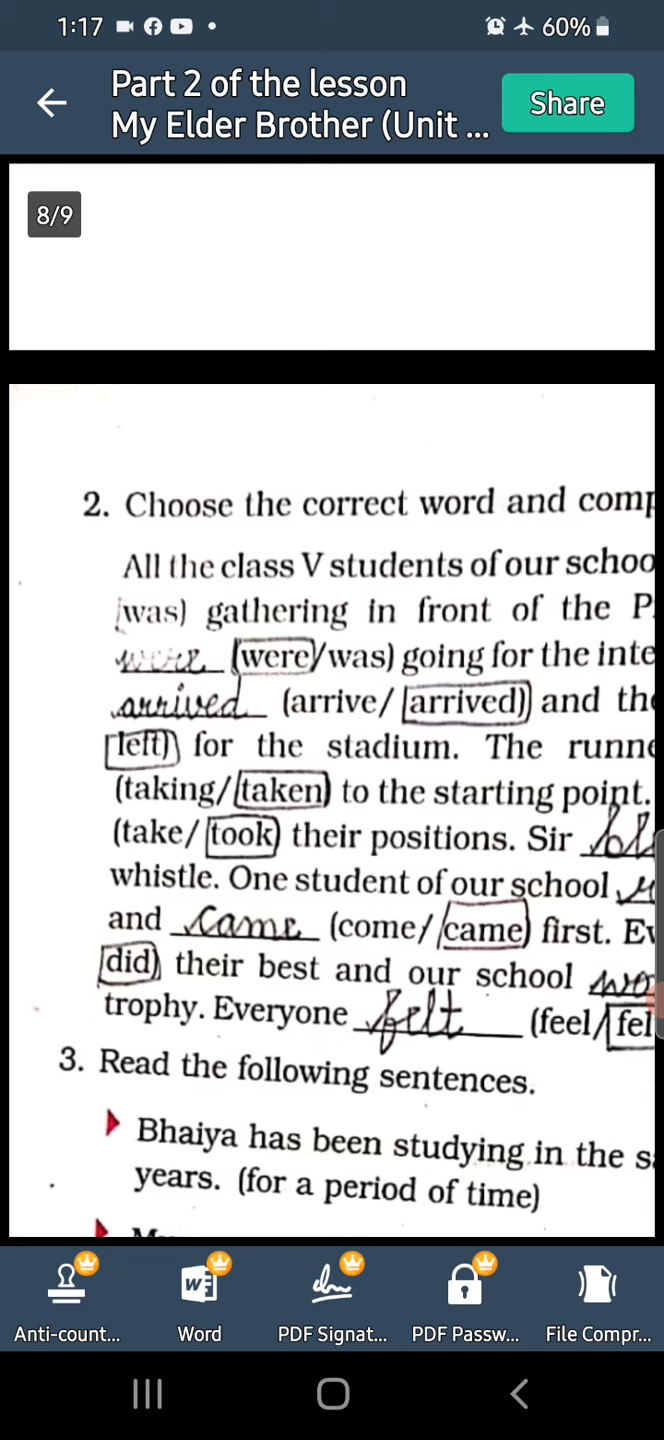 1:17 60%
Part 2 of the lesson
My Elder Brother (Unit ...
Share
8/9
2. Choose the correct word and comp
All the class V students of our schoo
(was) gathering in front of the P
were (were/was) going for the inte
arrived (arrive/ arrived) and the
left) for the stadium. The runne
(taking/ taken) to the starting point.
(take/ took) their positions. Sir
whistle. One student of our school
and came (come/ came) first. Ev
did) their best and our school wo
trophy. Everyone felt (feel/ fel
3. Read the following sentences.
Bhaiya has been studying in the sa
years. (for a period of time)
Anti-count... Word PDF Signat... PDF Passw... File Compr...